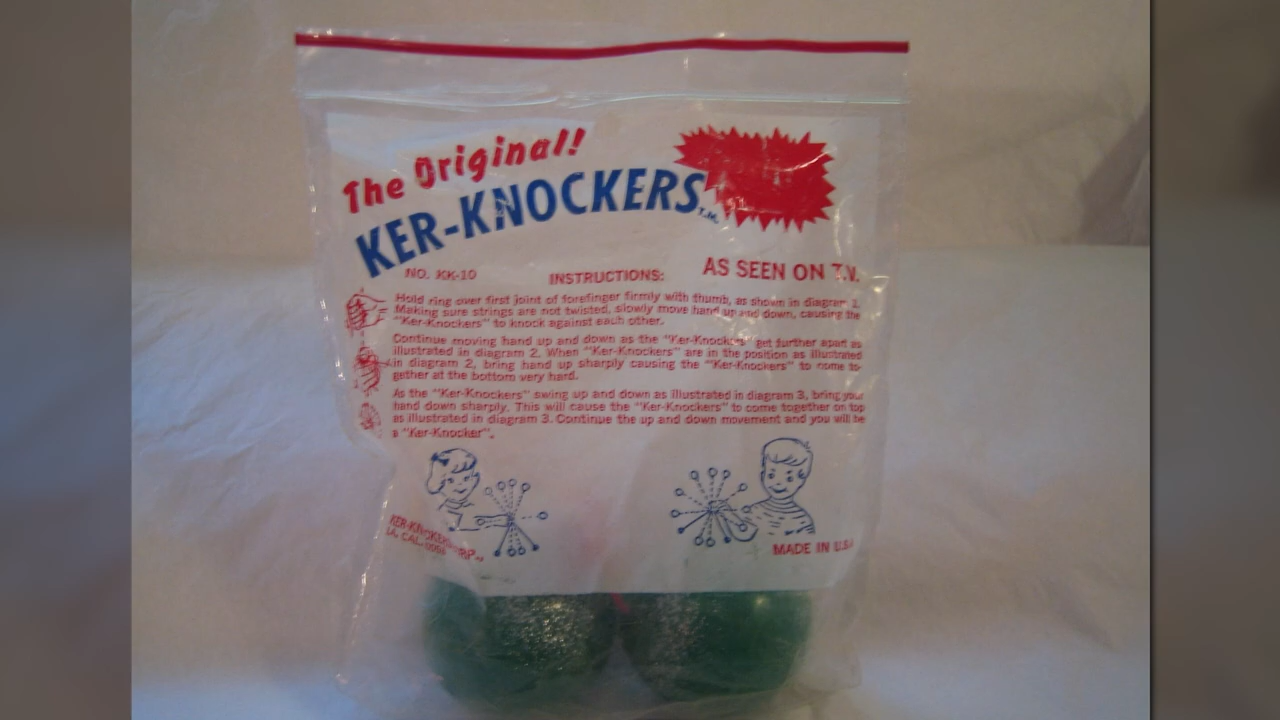 The Original!
KER-KNOCKERS T.M.
NO. KK-10 INSTRUCTIONS: AS SEEN ON T.V.
Hold ring over first joint of forefinger firmly with thumb, as shown in diagram 1.
Making sure strings are not twisted, slowly move hand up and down, causing the
"Ker-Knockers" to knock against each other.
Continue moving hand up and down as the "Ker-Knockers" get further apart as
illustrated in diagram 2. When "Ker-Knockers" are in the position as illustrated
in diagram 2, bring hand up sharply causing the "Ker-Knockers" to come to-
gether at the bottom very hard.
As the "Ker-Knockers" swing up and down as illustrated in diagram 3, bring your
hand down sharply. This will cause the "Ker-Knockers" to come together on top
as illustrated in diagram 3. Continue the up and down movement and you will be
a "Ker-Knocker".
KER-KNOCKERS
CAL.
MADE IN U.S.A.